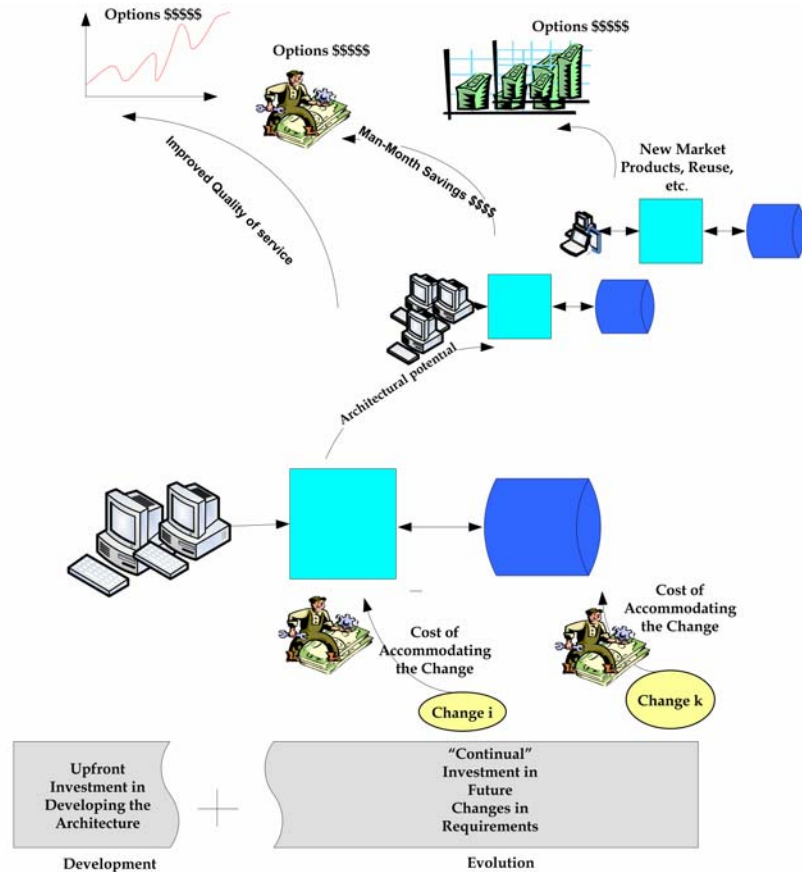 Options $$$$$
Options $$$$$
Options $$$$$
Improved Quality of service
Man-Month Savings $$$$
New Market
Products, Reuse,
etc.
Architectural potential
Cost of
Accommodating
the Change
Change i
Cost of
Accommodating
the Change
Change k
Upfront
Investment in
Developing the
Architecture
“Continual”
Investment in
Future
Changes in
Requirements
Development
Evolution